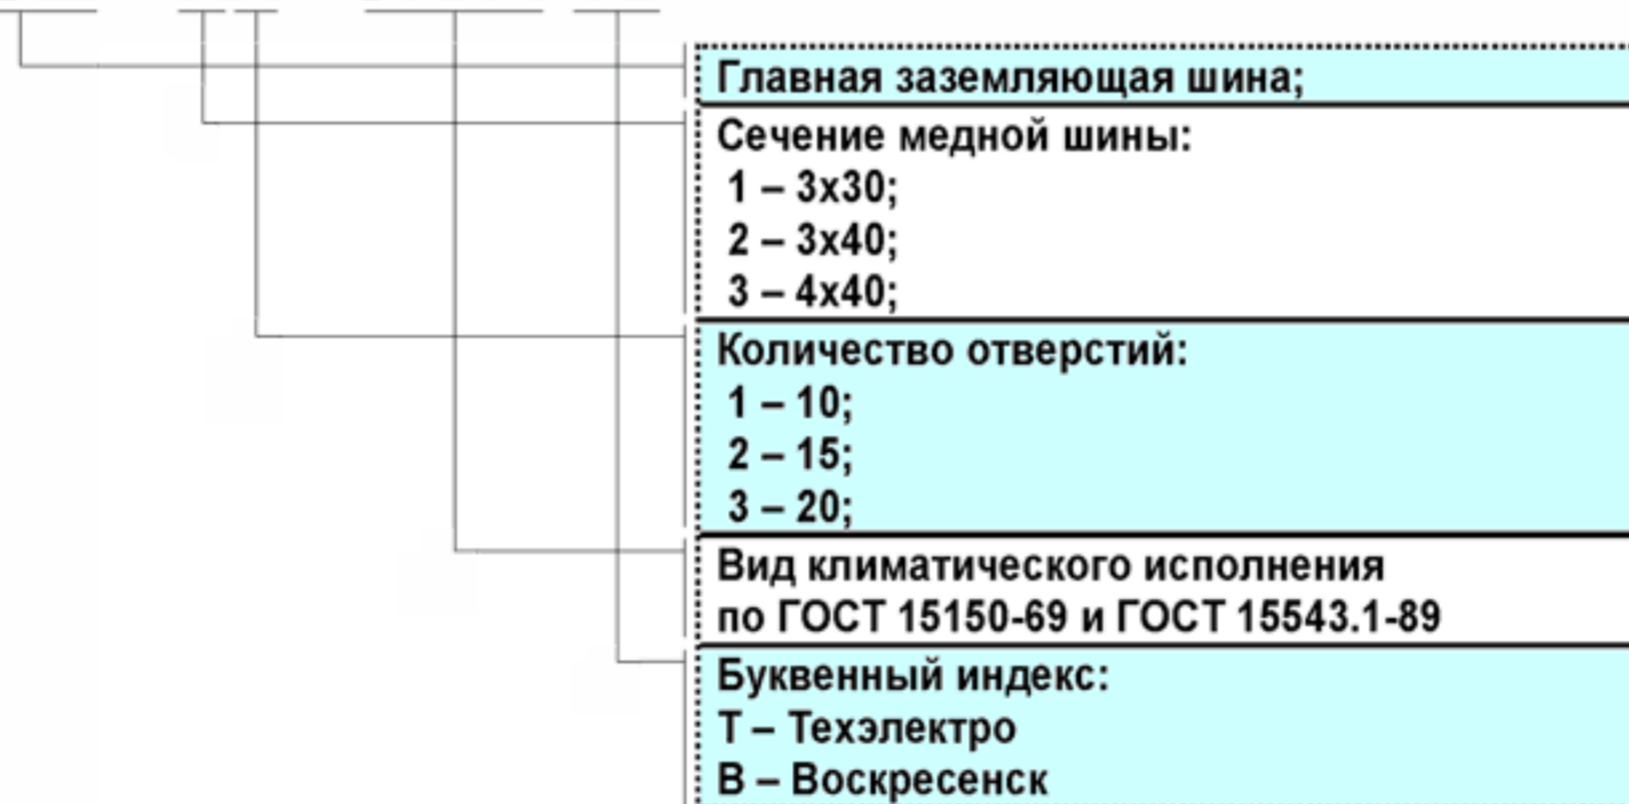 Главная заземляющая шина;
Сечение медной шины:
1 – 3х30;
2 – 3х40;
3 – 4х40;
Количество отверстий:
1 – 10;
2 – 15;
3 – 20;
Вид климатического исполнения
по ГОСТ 15150-69 и ГОСТ 15543.1-89
Буквенный индекс:
Т – Техэлектро
В – Воскресенск